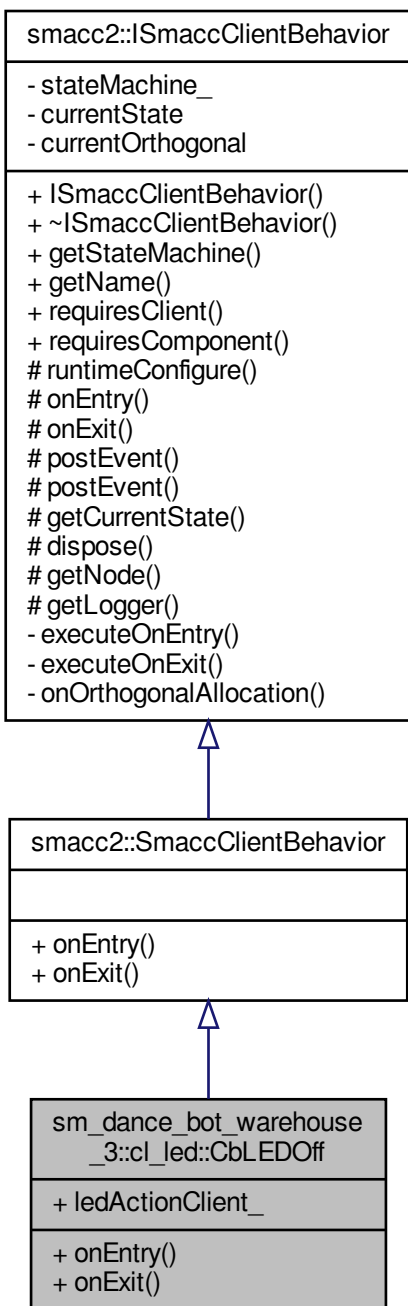 smacc2::ISmaccClientBehavior
- stateMachine_
- currentState
- currentOrthogonal
+ ISmaccClientBehavior()
+ ~ISmaccClientBehavior()
+ getStateMachine()
+ getName()
+ requiresClient()
+ requiresComponent()
# runtimeConfigure()
# onEntry()
# onExit()
# postEvent()
# postEvent()
# getCurrentState()
# dispose()
# getNode()
# getLogger()
- executeOnEntry()
- executeOnExit()
- onOrthogonalAllocation()
smacc2::SmaccClientBehavior
+ onEntry()
+ onExit()
sm_dance_bot_warehouse
_3::cl_led::CbLEDOff
+ ledActionClient_
+ onEntry()
+ onExit()